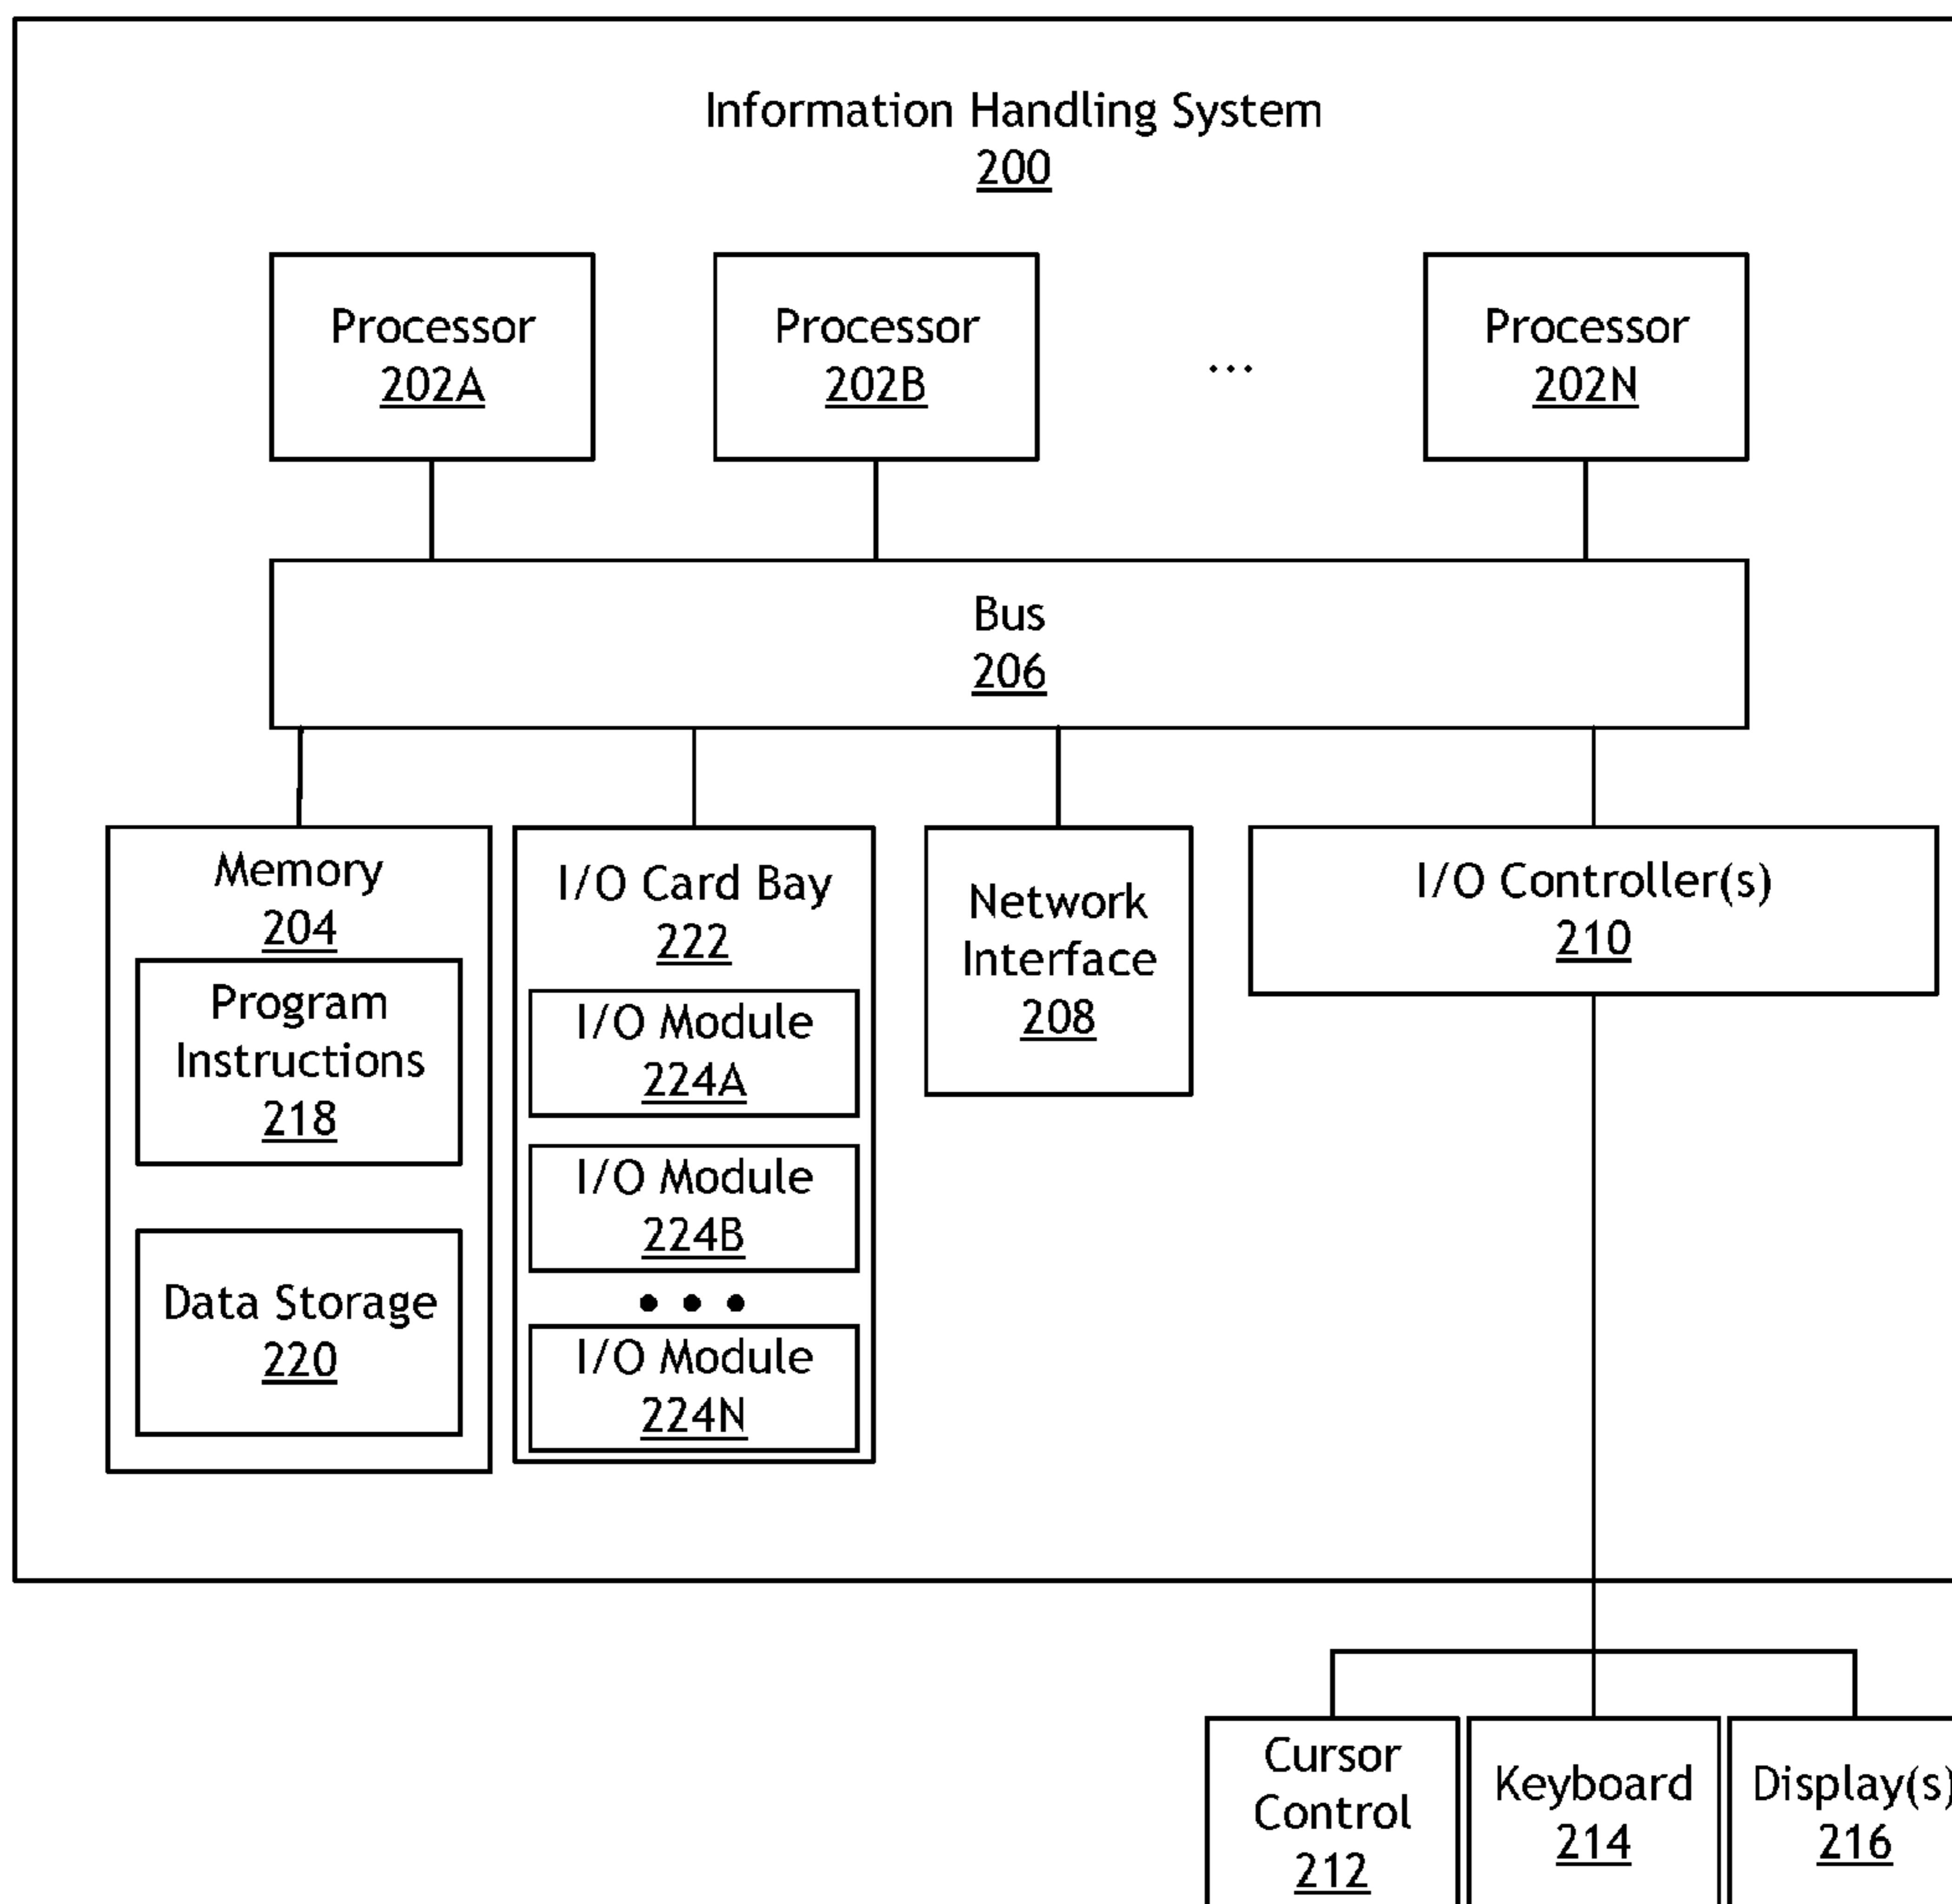 Information Handling System
200
Processor
202A
Processor
202B
...
Processor
202N
Bus
206
Memory
204
Program
Instructions
218
Data Storage
220
I/O Card Bay
222
I/O Module
224A
I/O Module
224B
• • •
I/O Module
224N
Network
Interface
208
I/O Controller(s)
210
Cursor
Control
212
Keyboard
214
Display(s)
216